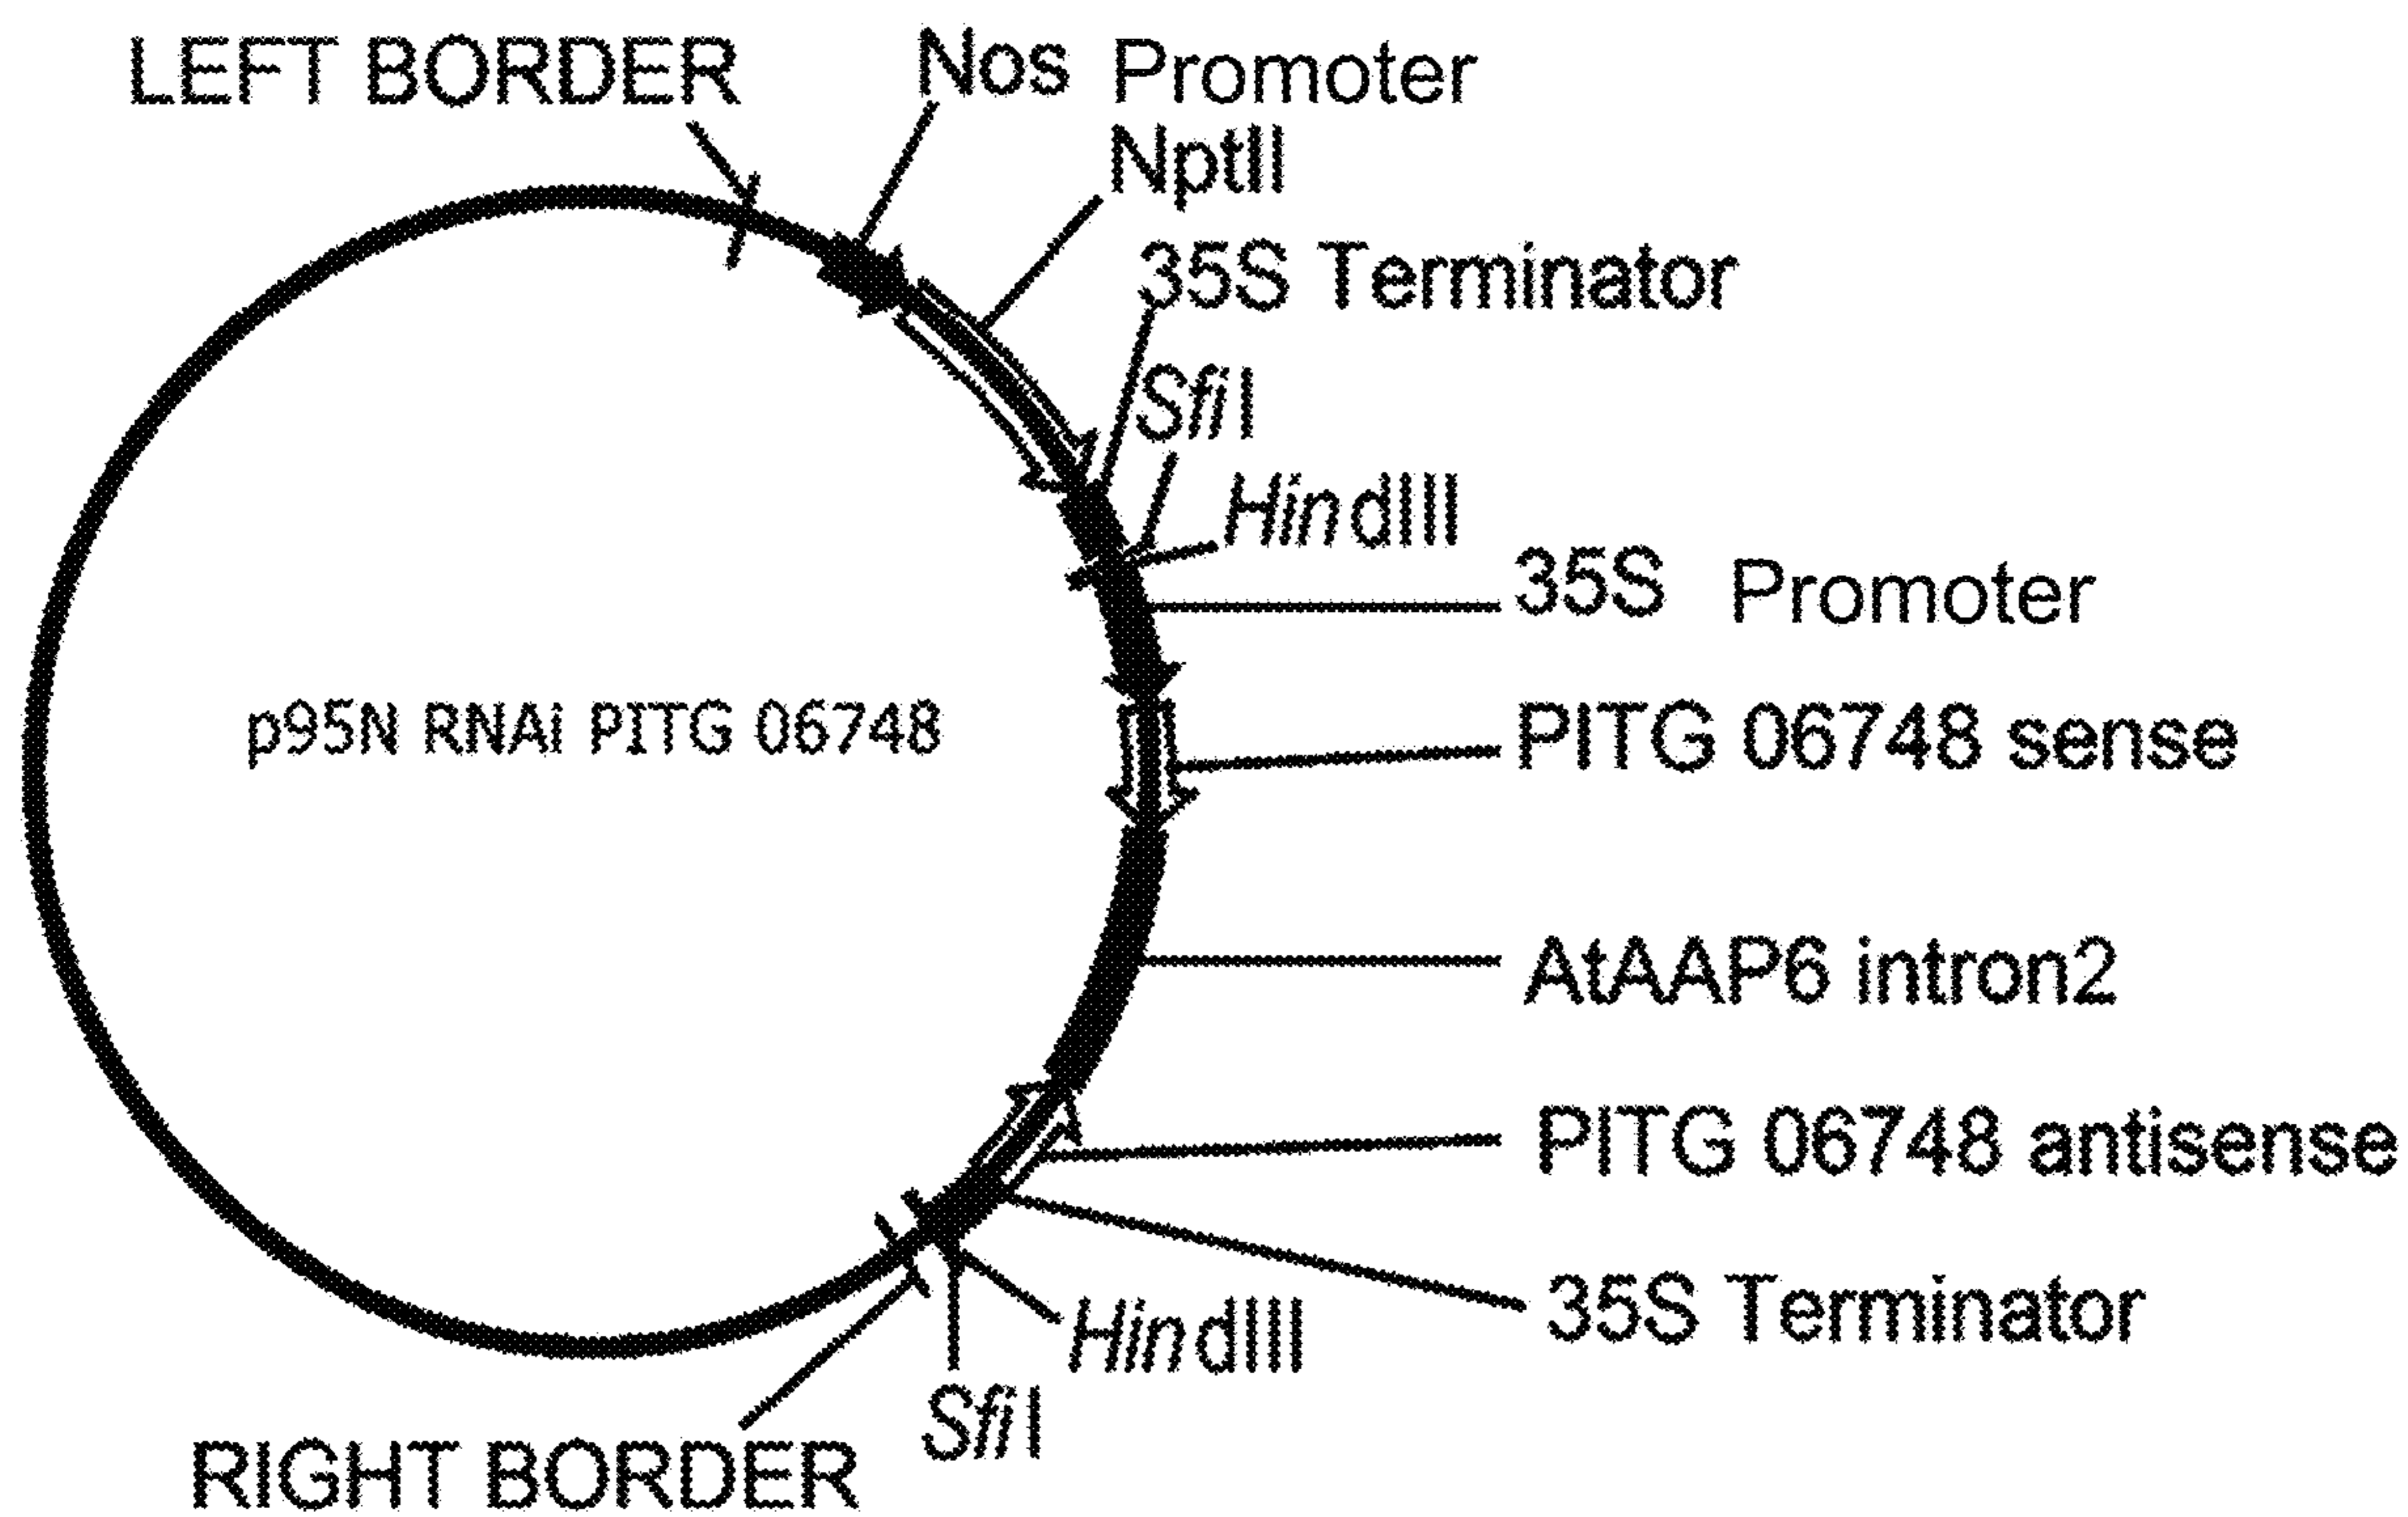 LEFT BORDER
Nos Promoter
NptII
35S Terminator
SfiI
HindIII
35S Promoter
p95N RNAi PITG 06748
PITG 06748 sense
AtAAP6 intron2
PITG 06748 antisense
35S Terminator
HindIII
SfiI
RIGHT BORDER